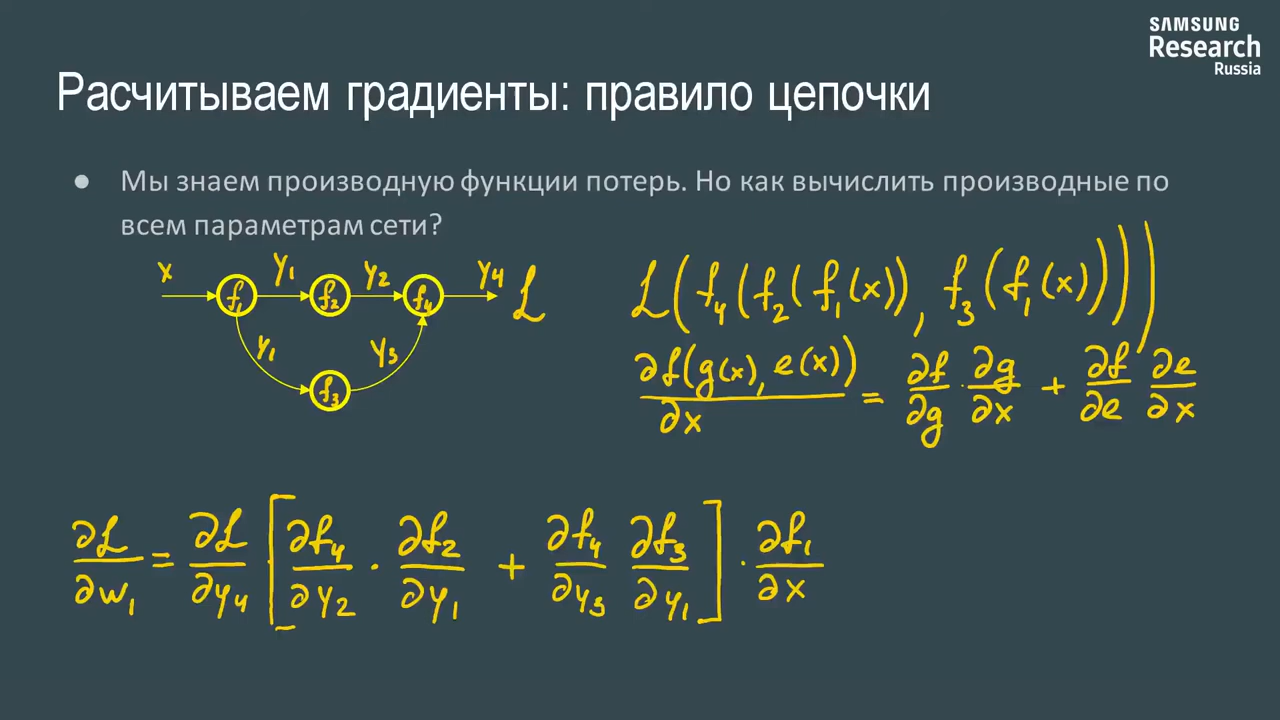 SAMSUNG
Research
Russia
Расчитываем градиенты: правило цепочки
● Мы знаем производную функции потерь. Но как вычислить производные по
всем параметрам сети?
x y₁ y₂ y₄
f₁ f₂ f₄ ℒ
y₁ y₃
f₃
ℒ(f₄(f₂(f₁(x)), f₃(f₁(x))))
∂f(g(x), e(x))/∂x = ∂f/∂g · ∂g/∂x + ∂f/∂e ∂e/∂x
∂ℒ/∂w₁ = ∂ℒ/∂y₄ · [∂f₄/∂y₂ · ∂f₂/∂y₁ + ∂f₄/∂y₃ ∂f₃/∂y₁] · ∂f₁/∂x